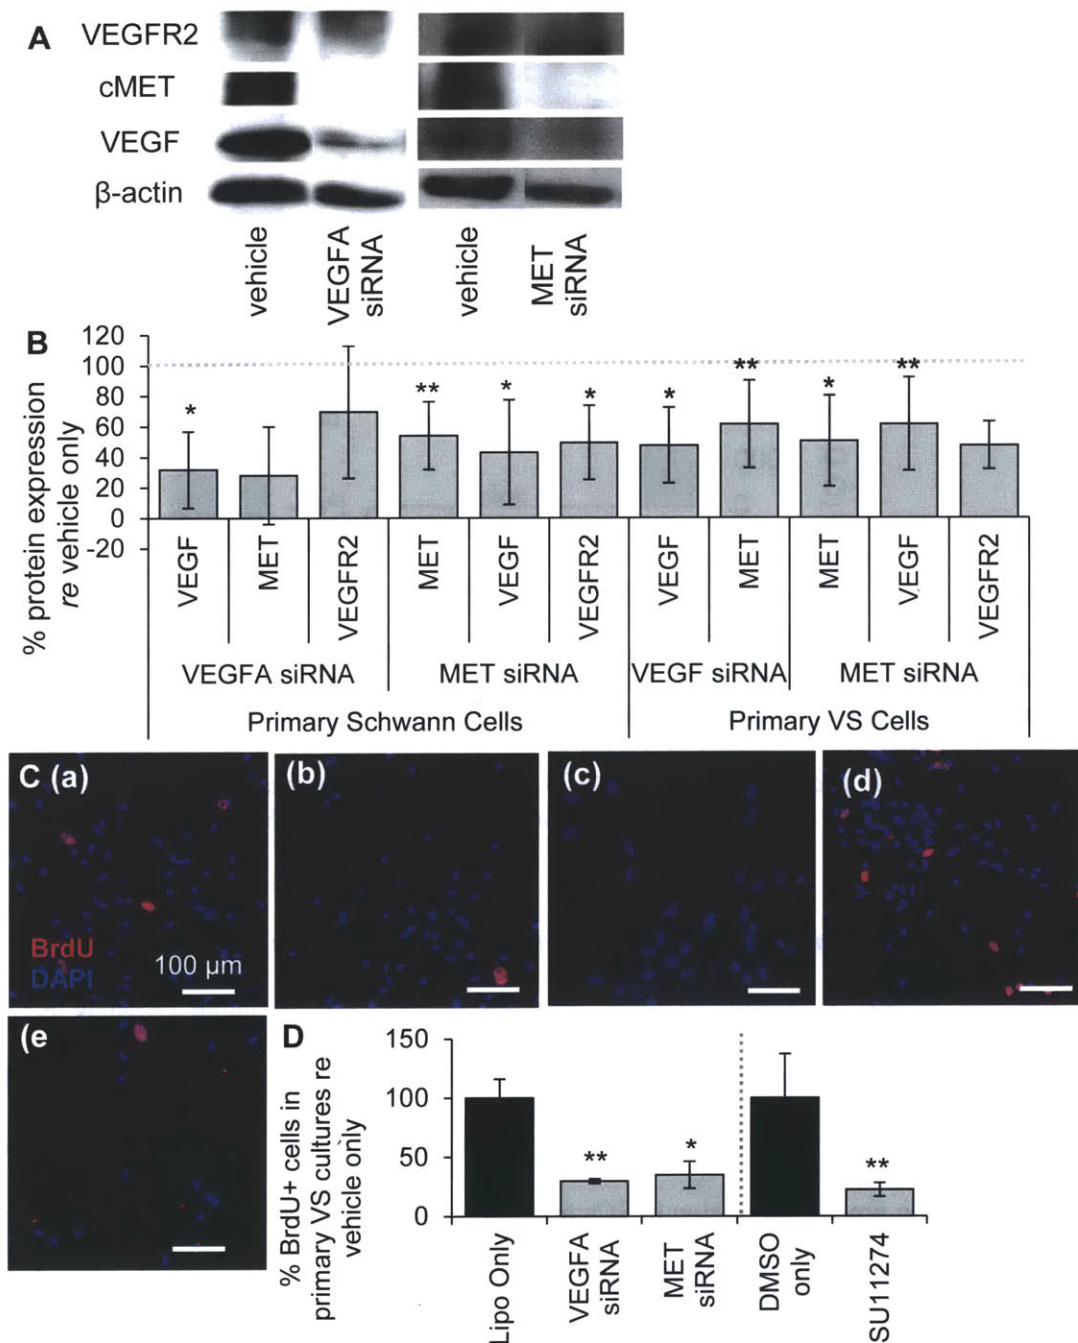 A
VEGFR2
cMET
VEGF
β-actin
vehicle
VEGFA
siRNA
vehicle
MET
siRNA
B
% protein expression
re vehicle only
120
100
80
60
40
20
0
-20
*
**
*
*
*
**
*
**
VEGF
MET
VEGFR2
MET
VEGF
VEGFR2
VEGF
MET
MET
VEGF
VEGFR2
VEGFA siRNA
MET siRNA
VEGF siRNA
MET siRNA
Primary Schwann Cells
Primary VS Cells
C (a)
BrdU
DAPI
100 µm
(b)
(c)
(d)
(e
D
% BrdU+ cells in
primary VS cultures re
vehicle only
150
100
50
0
**
*
**
Lipo Only
VEGFA
siRNA
MET
siRNA
DMSO
only
SU11274